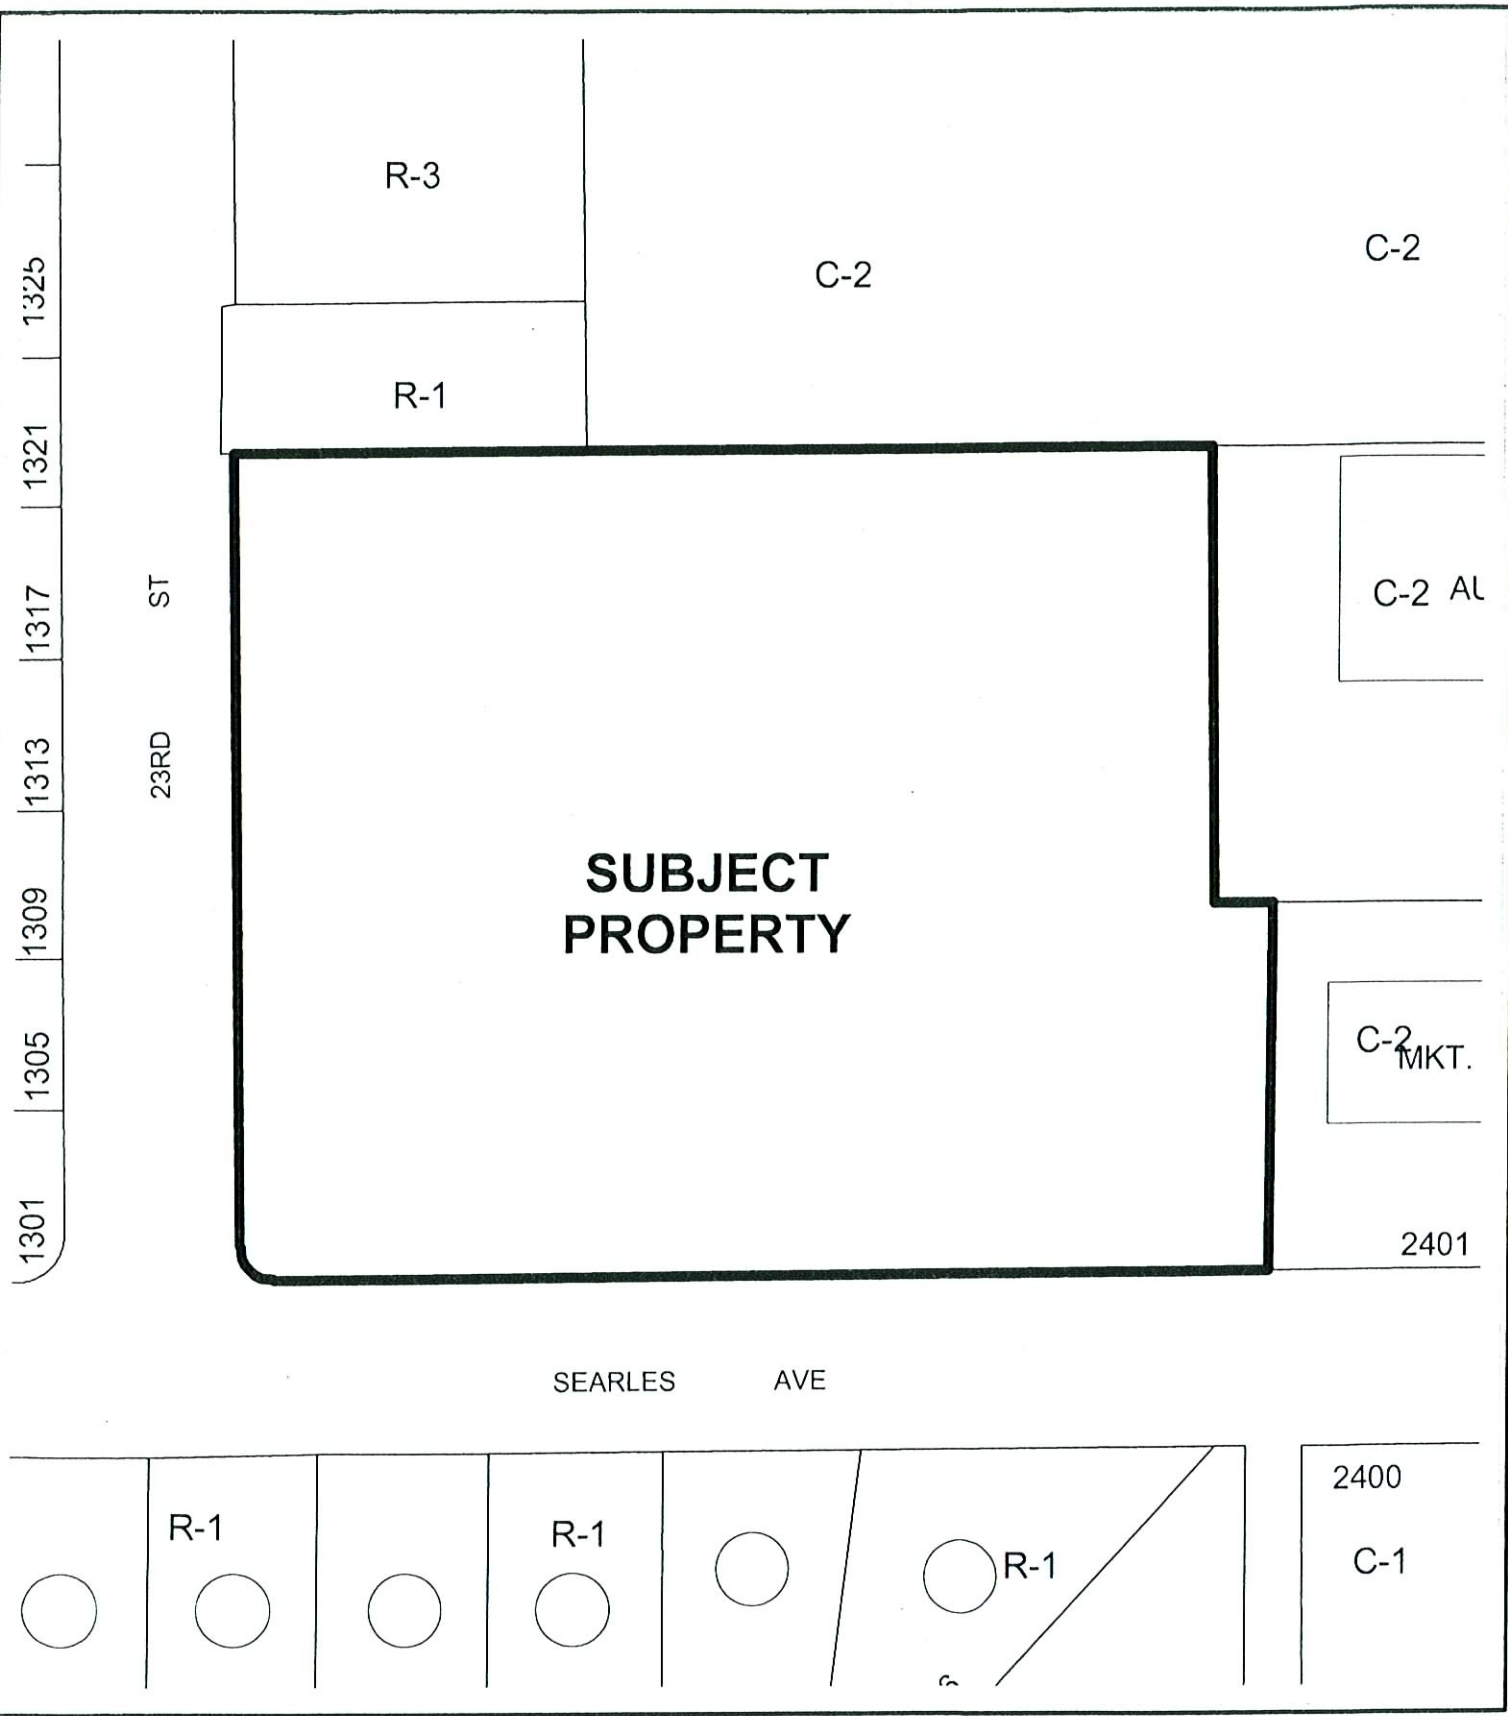 R-3
C-2
C-2
1325
R-1
1321
ST
C-2 AU
1317
23RD
1313
SUBJECT
PROPERTY
1309
C-2
MKT.
1305
1301
2401
SEARLES AVE
2400
R-1
R-1
R-1
C-1